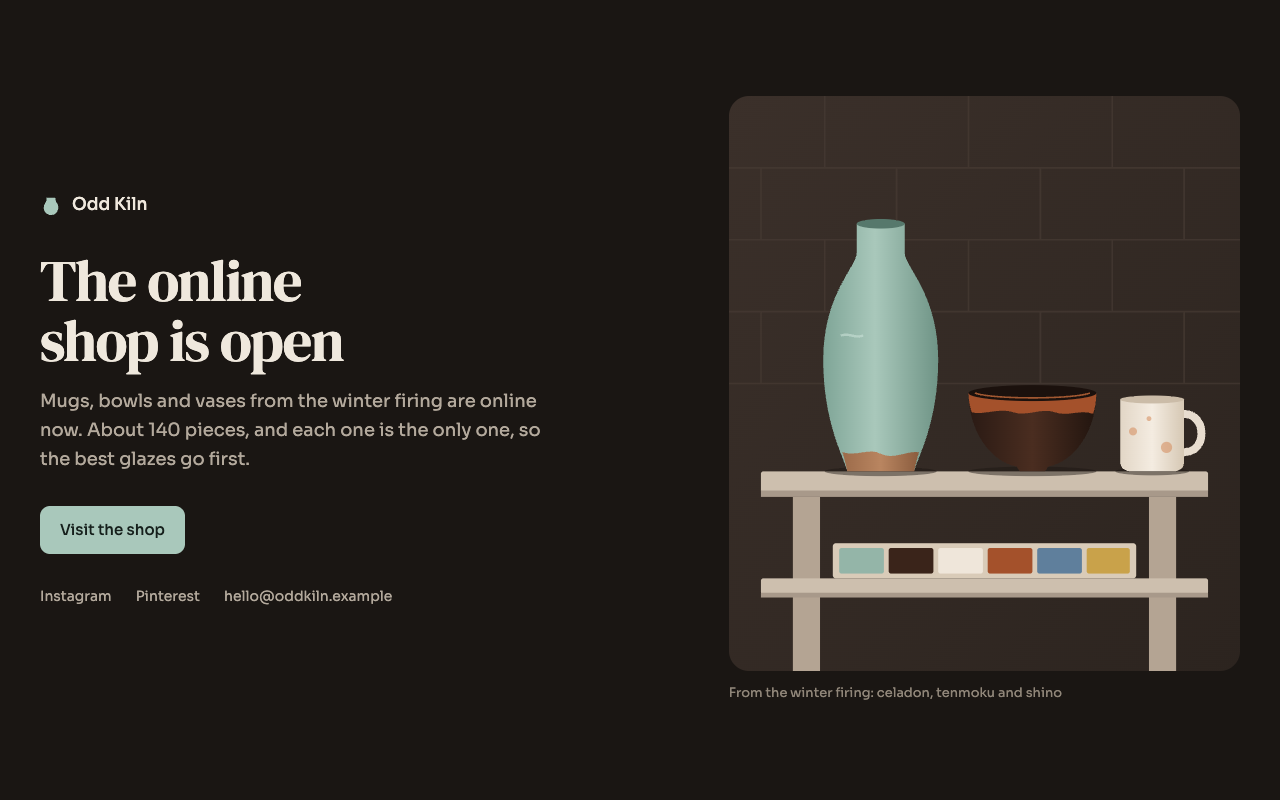 Odd Kiln
The online
shop is open
Mugs, bowls and vases from the winter firing are online
now. About 140 pieces, and each one is the only one, so
the best glazes go first.
Visit the shop
Instagram Pinterest hello@oddkiln.example
From the winter firing: celadon, tenmoku and shino